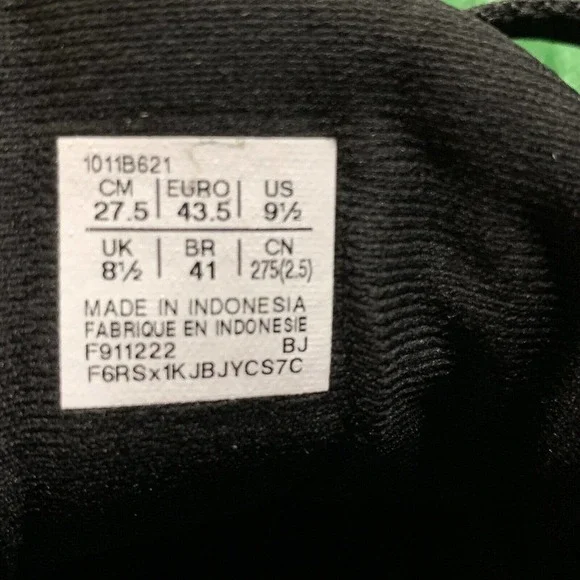 1011B621
CM | EURO | US
27.5 | 43.5 | 9½
UK | BR | CN
8½ | 41 | 275(2.5)
MADE IN INDONESIA
FABRIQUE EN INDONESIE
F911222 BJ
F6RSx1KJBJYCS7C